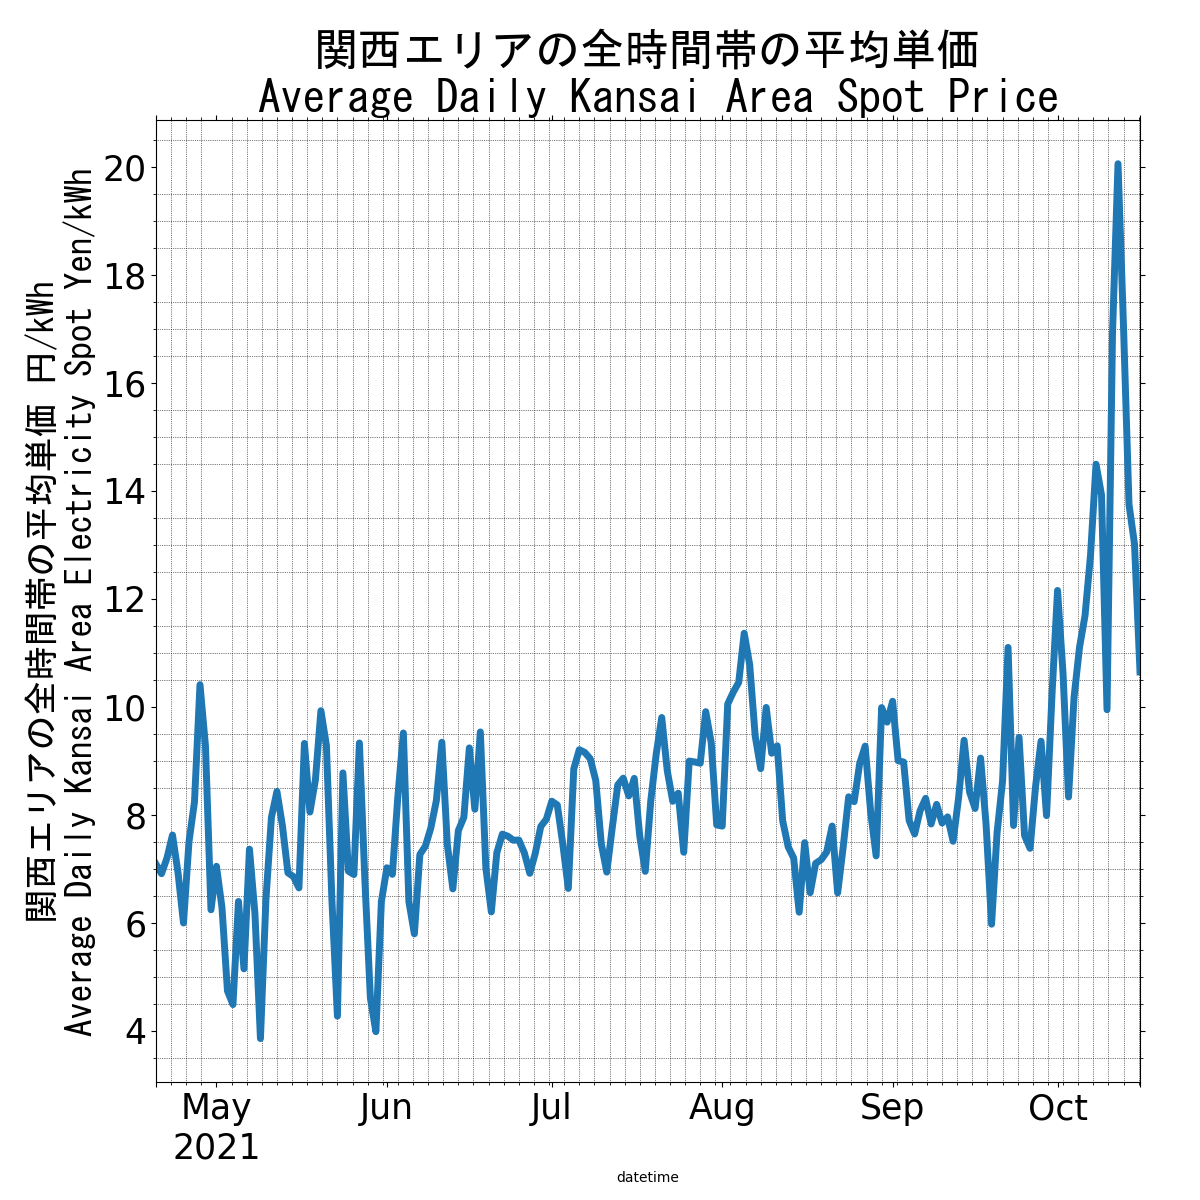 関西エリアの全時間帯の平均単価
Average Daily Kansai Area Spot Price
関西エリアの全時間帯の平均単価 円/kWh
Average Daily Kansai Area Electricity Spot Yen/kWh
20
18
16
14
12
10
8
6
4
May
2021
Jun
Jul
Aug
Sep
Oct
datetime